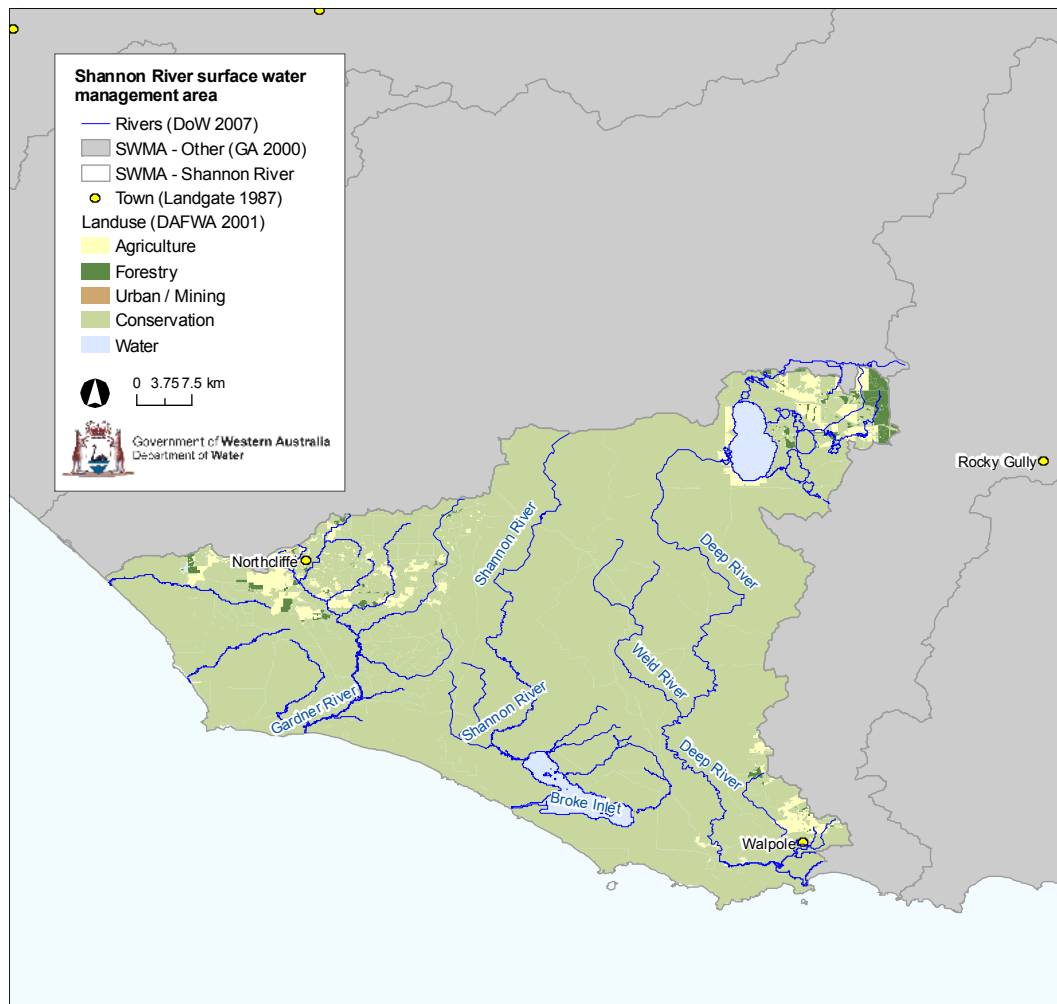 Shannon River surface water
management area
Rivers (DoW 2007)
SWMA - Other (GA 2000)
SWMA - Shannon River
Town (Landgate 1987)
Landuse (DAFWA 2001)
Agriculture
Forestry
Urban / Mining
Conservation
Water
0 3.75 7.5 km
Government of Western Australia
Department of Water
Rocky Gully
Shannon River
Deep River
Northcliffe
Weld River
Gardner River
Shannon River
Deep River
Broke Inlet
Walpole